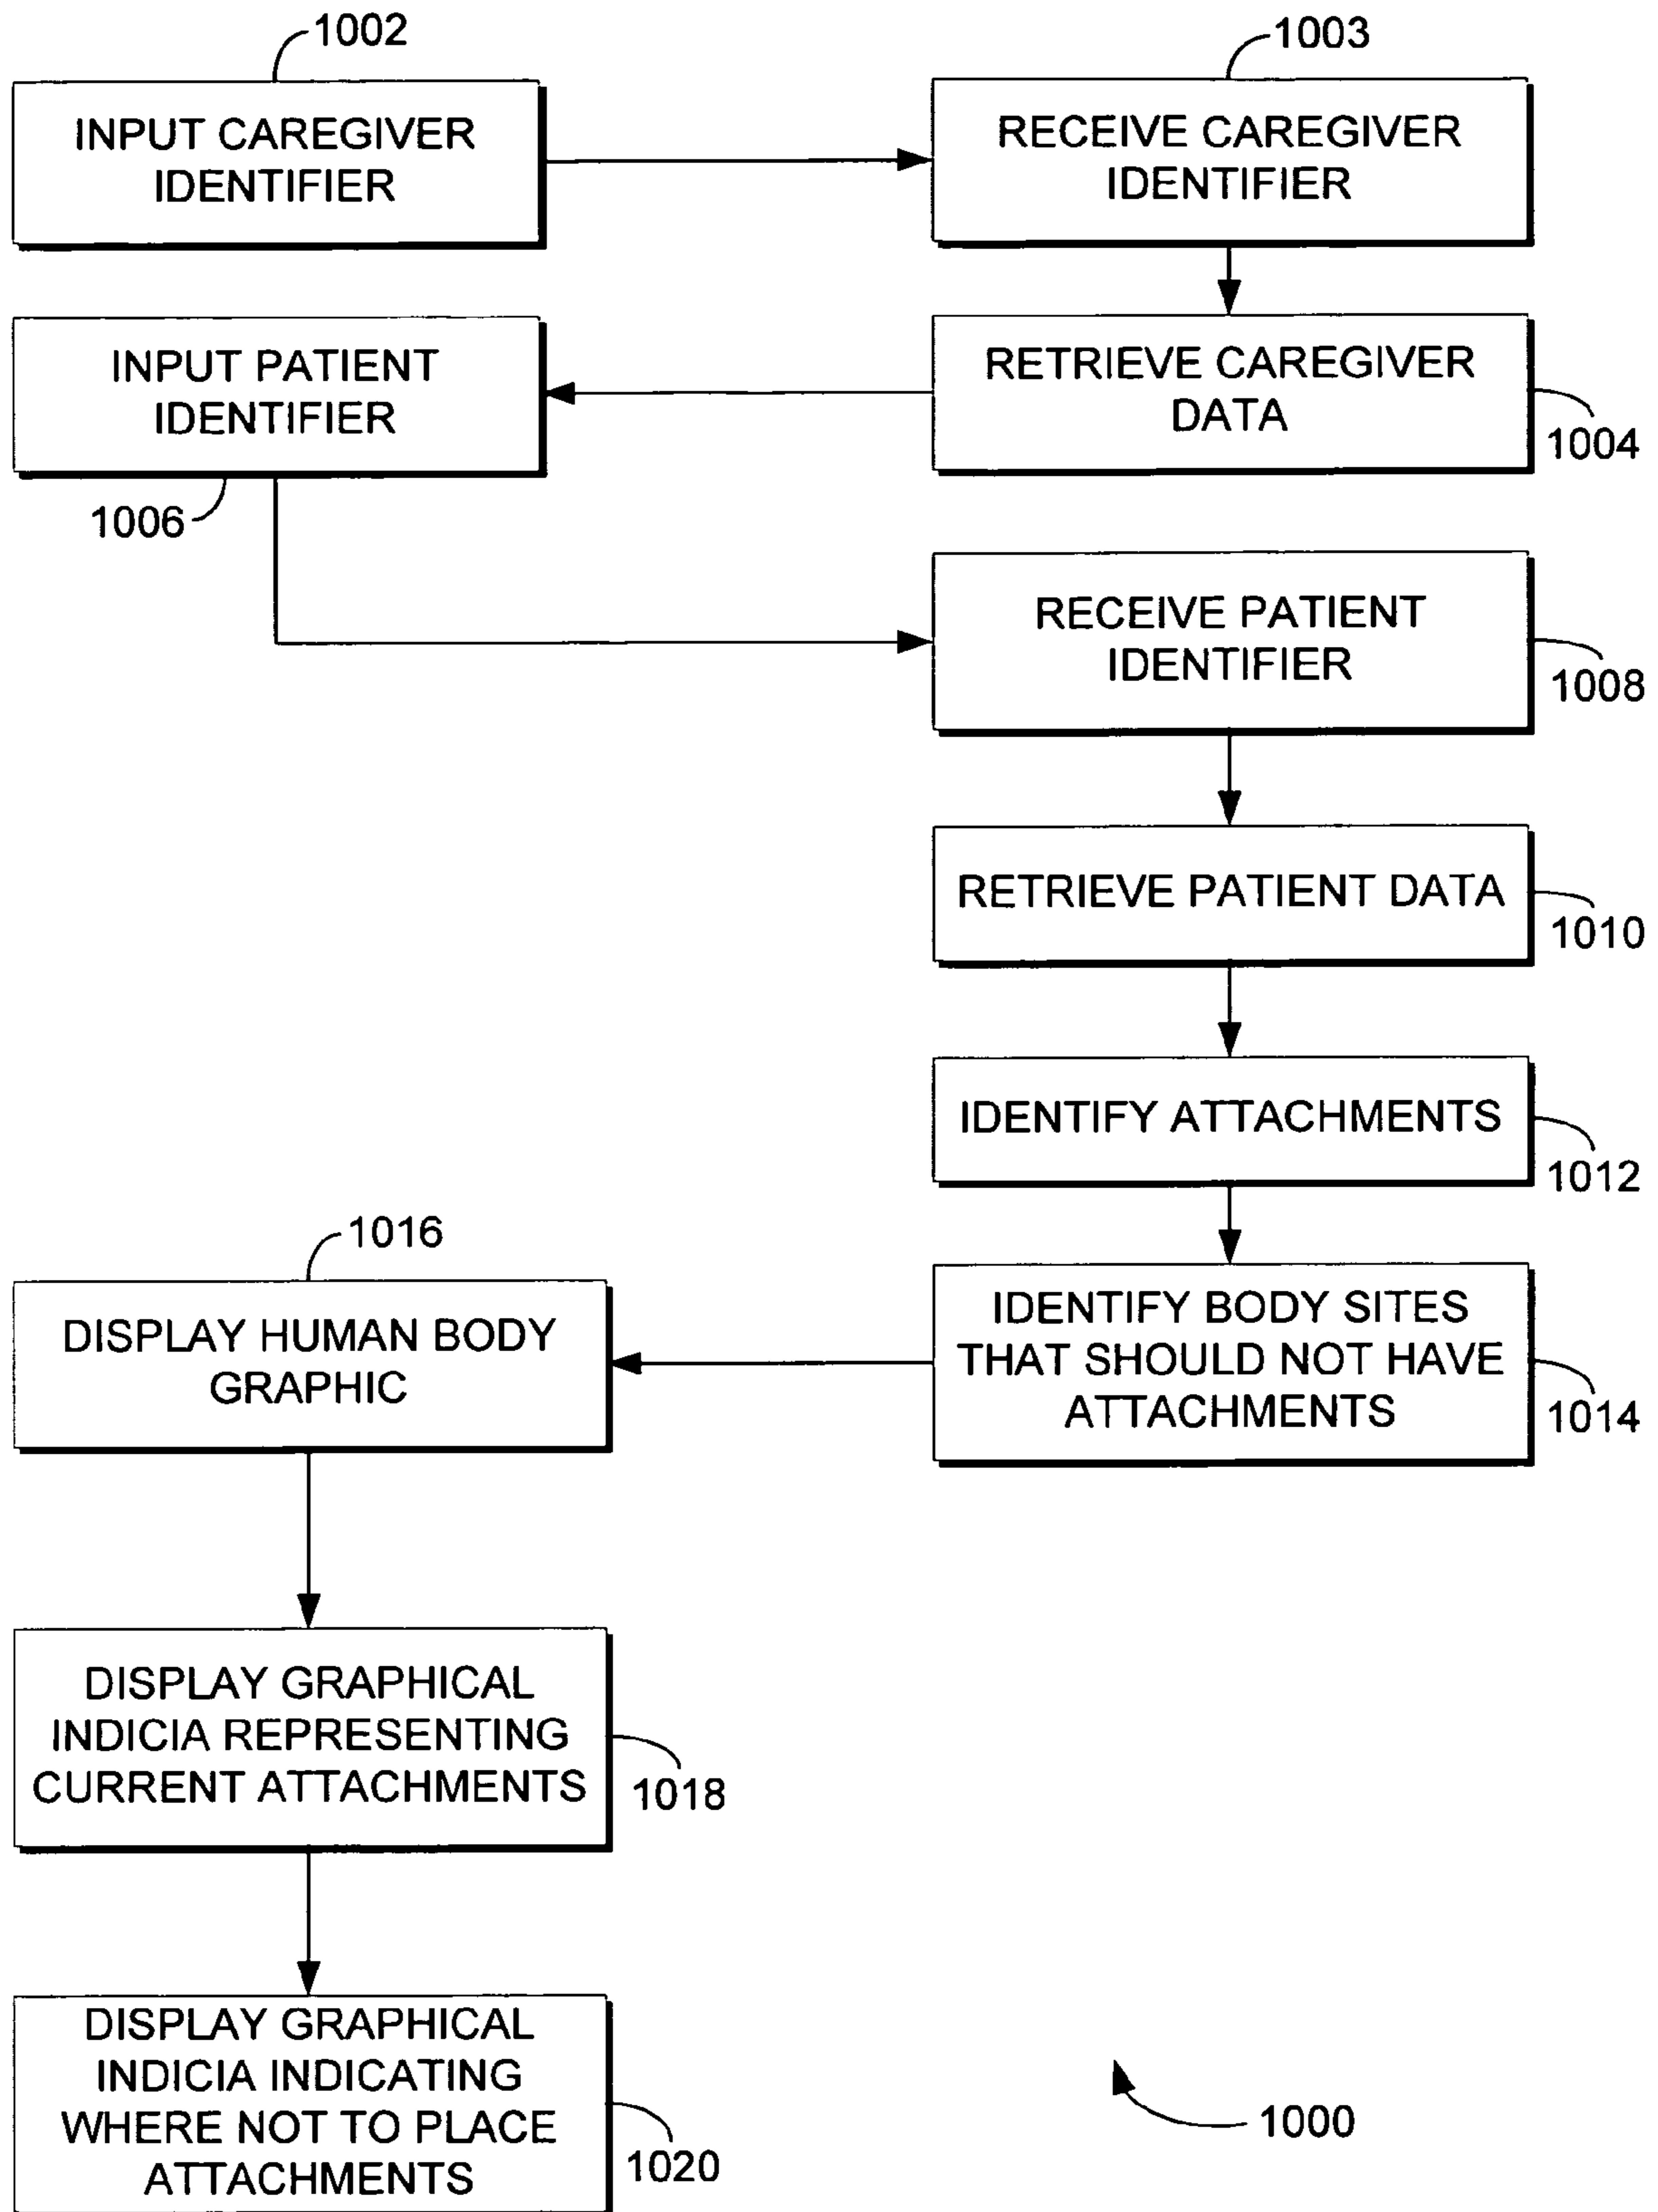 1002
INPUT CAREGIVER
IDENTIFIER
1003
RECEIVE CAREGIVER
IDENTIFIER
RETRIEVE CAREGIVER
DATA
1004
INPUT PATIENT
IDENTIFIER
1006
RECEIVE PATIENT
IDENTIFIER
1008
RETRIEVE PATIENT DATA
1010
IDENTIFY ATTACHMENTS
1012
IDENTIFY BODY SITES
THAT SHOULD NOT HAVE
ATTACHMENTS
1014
1016
DISPLAY HUMAN BODY
GRAPHIC
DISPLAY GRAPHICAL
INDICIA REPRESENTING
CURRENT ATTACHMENTS
1018
DISPLAY GRAPHICAL
INDICIA INDICATING
WHERE NOT TO PLACE
ATTACHMENTS
1020
1000